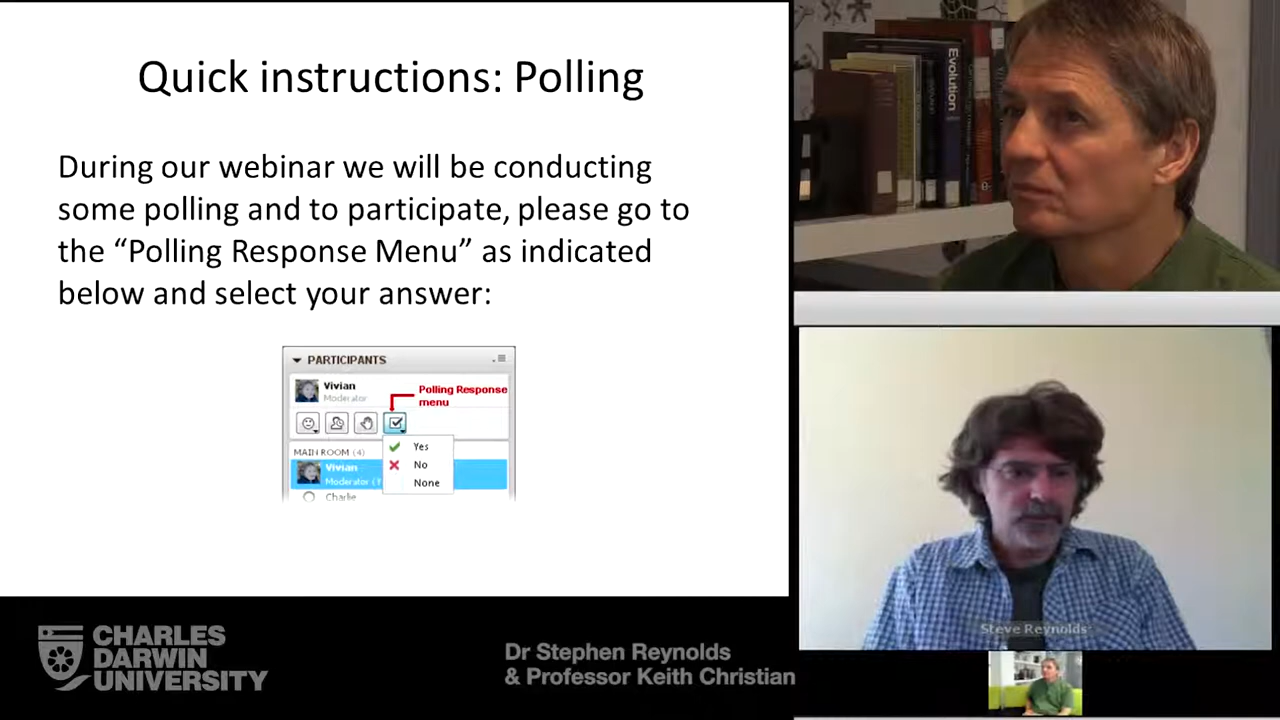 Quick instructions: Polling
During our webinar we will be conducting
some polling and to participate, please go to
the “Polling Response Menu” as indicated
below and select your answer:
PARTICIPANTS
Vivian
Moderator
Polling Response
menu
Yes
No
None
MAIN ROOM (4)
Vivian
Moderator (
Charlie
Evolution
Steve Reynolds
CHARLES
DARWIN
UNIVERSITY
Dr Stephen Reynolds
& Professor Keith Christian